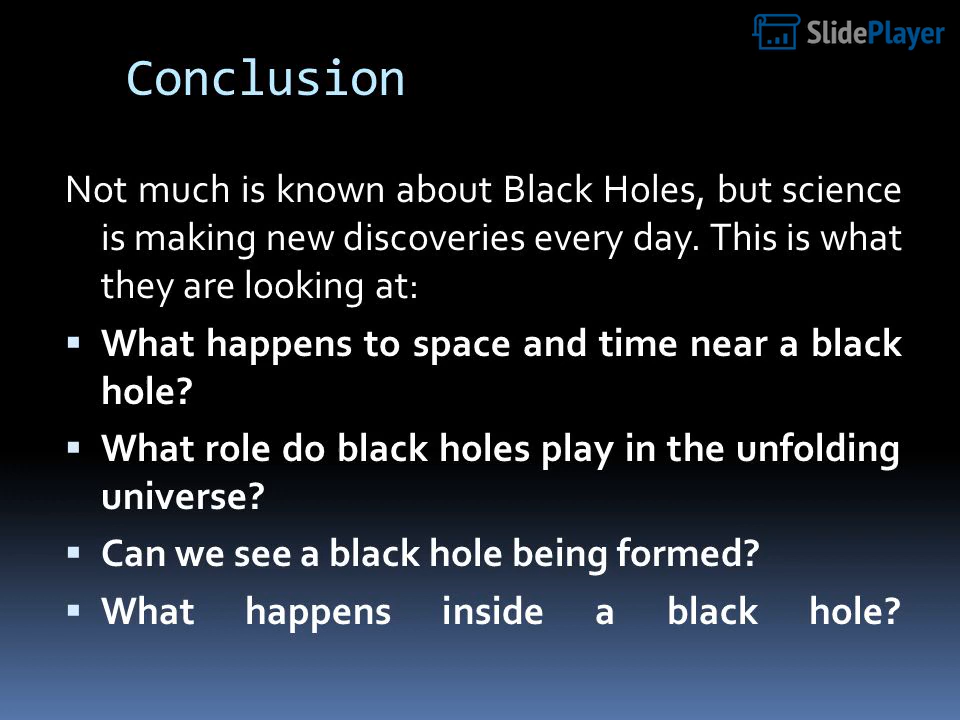 SlidePlayer
Conclusion
Not much is known about Black Holes, but science
is making new discoveries every day. This is what
they are looking at:
▪ What happens to space and time near a black
hole?
▪ What role do black holes play in the unfolding
universe?
▪ Can we see a black hole being formed?
▪ What happens inside a black hole?